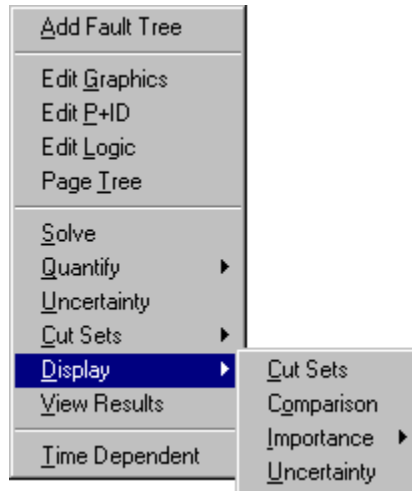 Add Fault Tree
Edit Graphics
Edit P+ID
Edit Logic
Page Tree
Solve
Quantify
Uncertainty
Cut Sets
Display
View Results
Time Dependent
Cut Sets
Comparison
Importance
Uncertainty